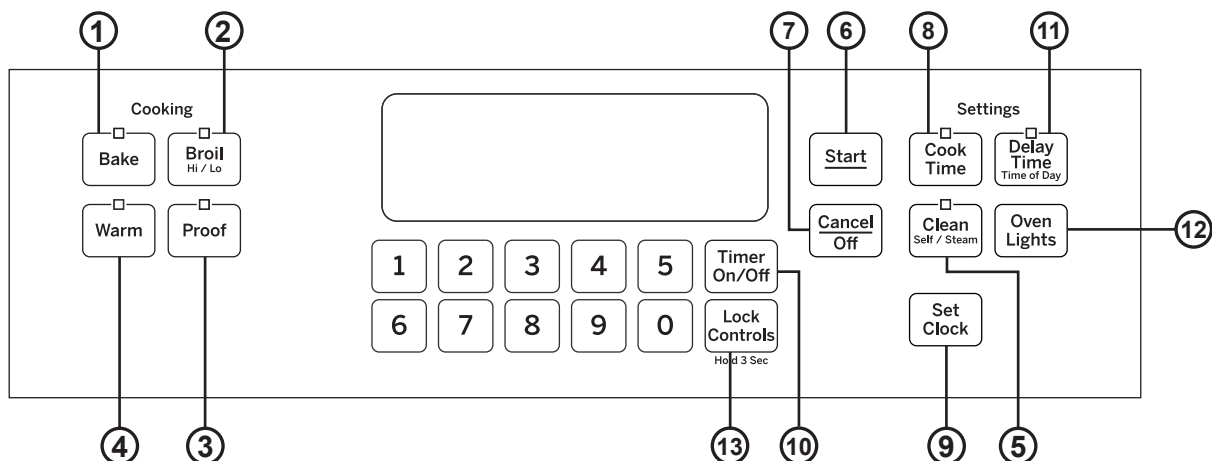 1
2
7
6
8
11
Cooking
Settings
Bake
Broil
Hi / Lo
Start
Cook
Time
Delay
Time
Time of Day
Warm
Proof
Cancel
Off
Clean
Self / Steam
Oven
Lights
12
1 2 3 4 5
Timer
On/Off
6 7 8 9 0
Lock
Controls
Hold 3 Sec
Set
Clock
4
3
13
10
9
5